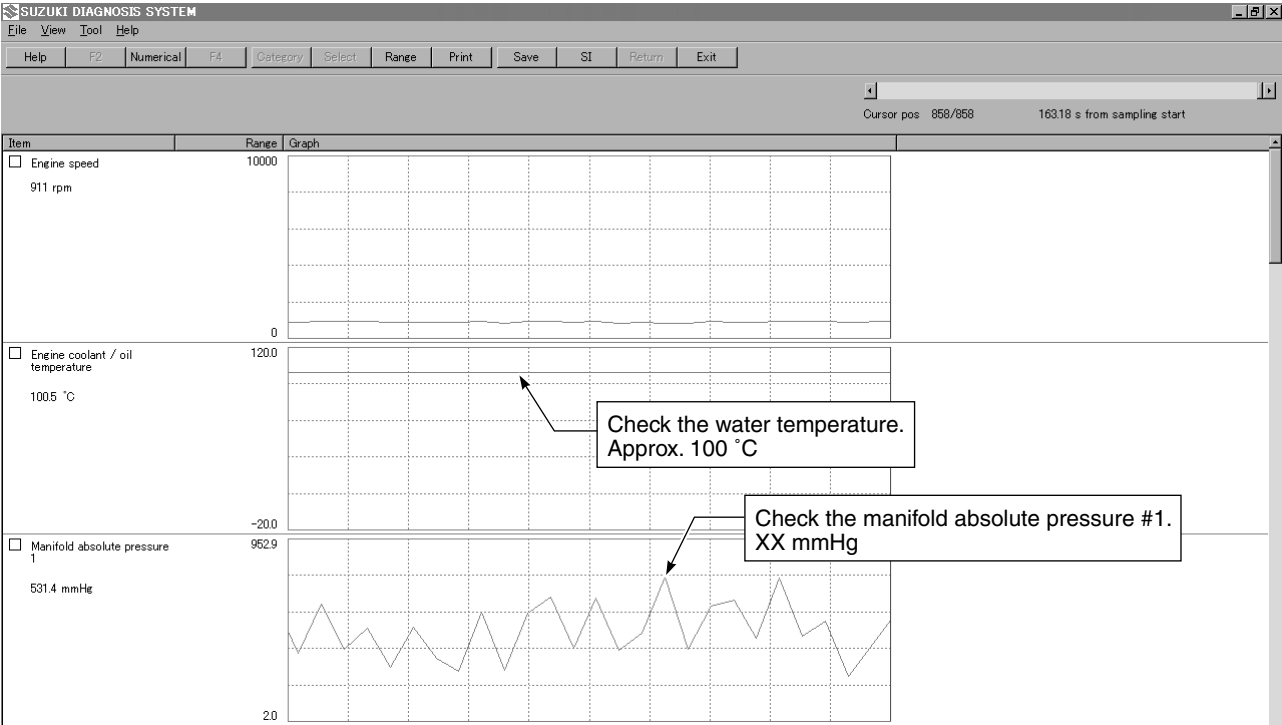 SUZUKI DIAGNOSIS SYSTEM
File View Tool Help
Help F2 Numerical F4 Category Select Range Print Save SI Return Exit
Cursor pos 858/858 163.18 s from sampling start
Item Range Graph
Engine speed 10000
911 rpm
0
Engine coolant / oil 120.0
temperature
100.5 ˚C
Check the water temperature.
Approx. 100 ˚C
-20.0
Check the manifold absolute pressure #1.
XX mmHg
Manifold absolute pressure 952.9
1
531.4 mmHg
2.0